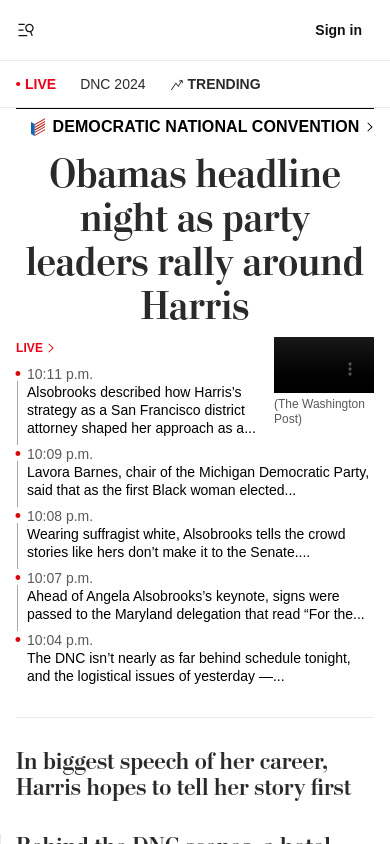 Sign in
LIVE
DNC 2024
TRENDING
DEMOCRATIC NATIONAL CONVENTION
Obamas headline
night as party
leaders rally around
Harris
LIVE
(The Washington
Post)
10:11 p.m.
Alsobrooks described how Harris’s
strategy as a San Francisco district
attorney shaped her approach as a...
10:09 p.m.
Lavora Barnes, chair of the Michigan Democratic Party,
said that as the first Black woman elected...
10:08 p.m.
Wearing suffragist white, Alsobrooks tells the crowd
stories like hers don’t make it to the Senate....
10:07 p.m.
Ahead of Angela Alsobrooks’s keynote, signs were
passed to the Maryland delegation that read “For the...
10:04 p.m.
The DNC isn’t nearly as far behind schedule tonight,
and the logistical issues of yesterday —...
In biggest speech of her career,
Harris hopes to tell her story first
Behind the DNC scenes, a hotel